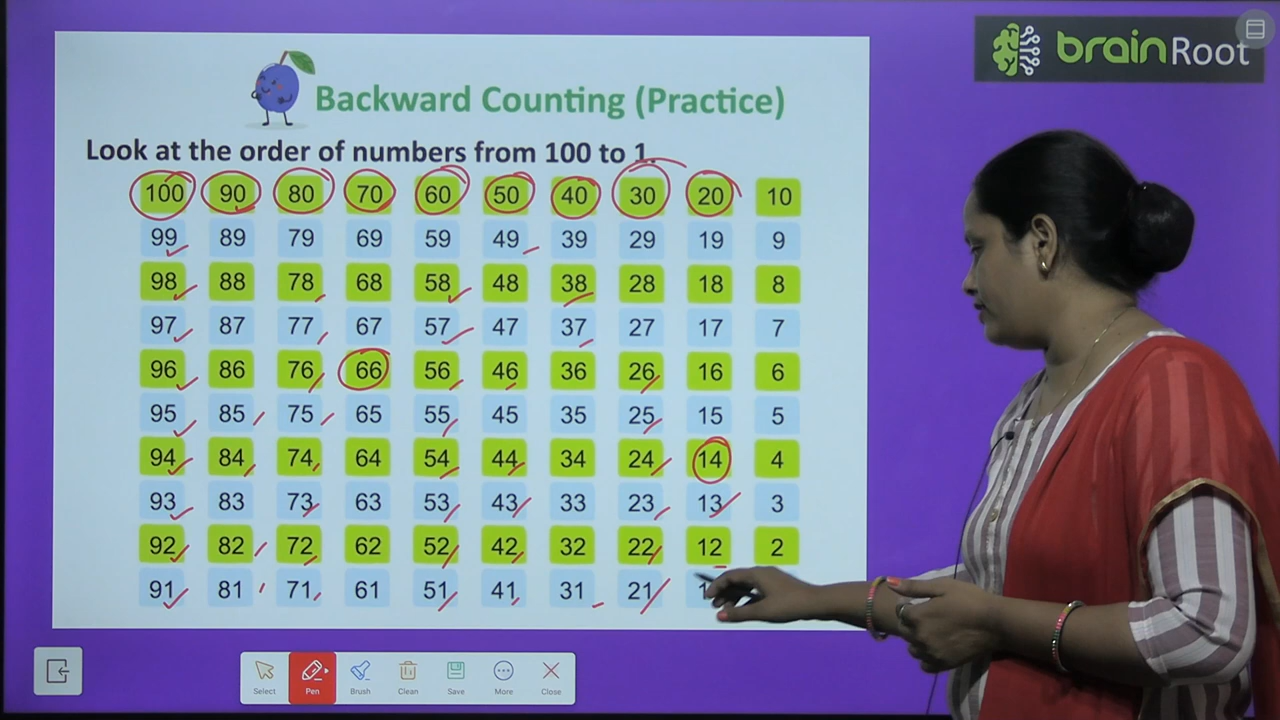 brainRoot
Backward Counting (Practice)
Look at the order of numbers from 100 to 1.
100 90 80 70 60 50 40 30 20 10
99 89 79 69 59 49 39 29 19 9
98 88 78 68 58 48 38 28 18 8
97 87 77 67 57 47 37 27 17 7
96 86 76 66 56 46 36 26 16 6
95 85 75 65 55 45 35 25 15 5
94 84 74 64 54 44 34 24 14 4
93 83 73 63 53 43 33 23 13 3
92 82 72 62 52 42 32 22 12 2
91 81 71 61 51 41 31 21
Select Pen Brush Clean Save More Close